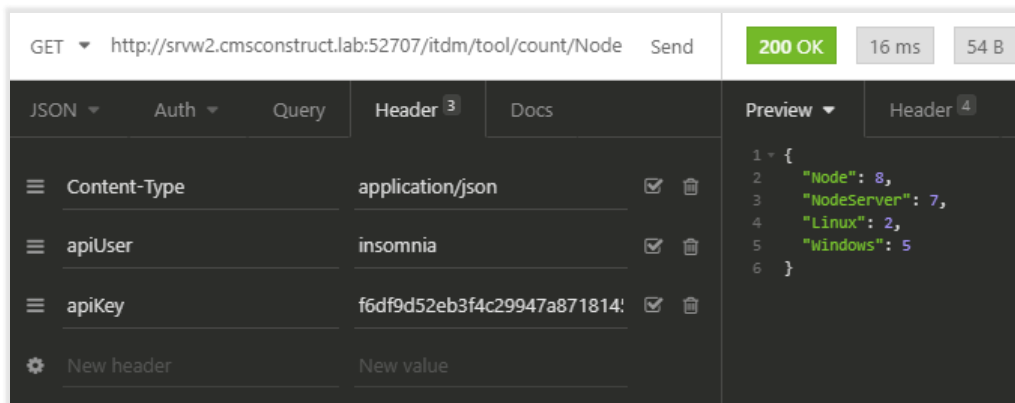 GET http://srvw2.cmsconstruct.lab:52707/itdm/tool/count/Node Send 200 OK 16 ms 54 B
JSON Auth Query Header 3 Docs Preview Header 4
Content-Type application/json
apiUser insomnia
apiKey f6df9d52eb3f4c29947a871814
New header New value
1 {
2 "Node": 8,
3 "NodeServer": 7,
4 "Linux": 2,
5 "Windows": 5
6 }